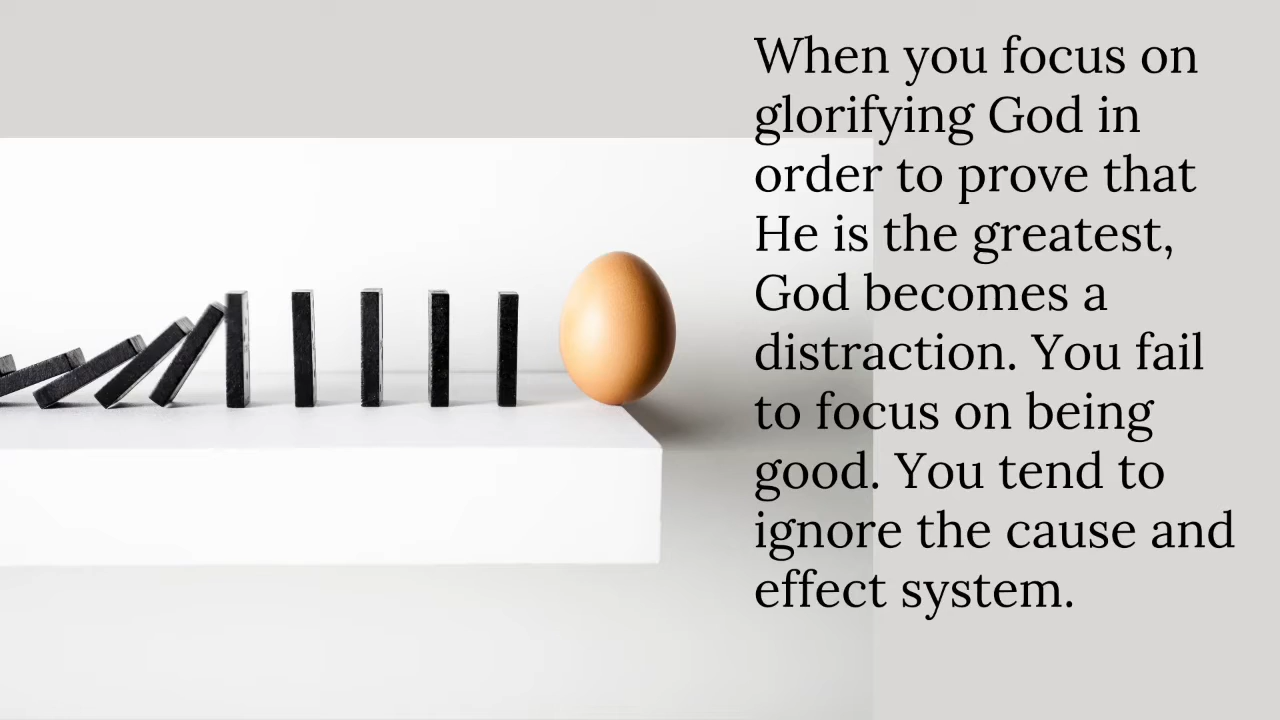 When you focus on
glorifying God in
order to prove that
He is the greatest,
God becomes a
distraction. You fail
to focus on being
good. You tend to
ignore the cause and
effect system.